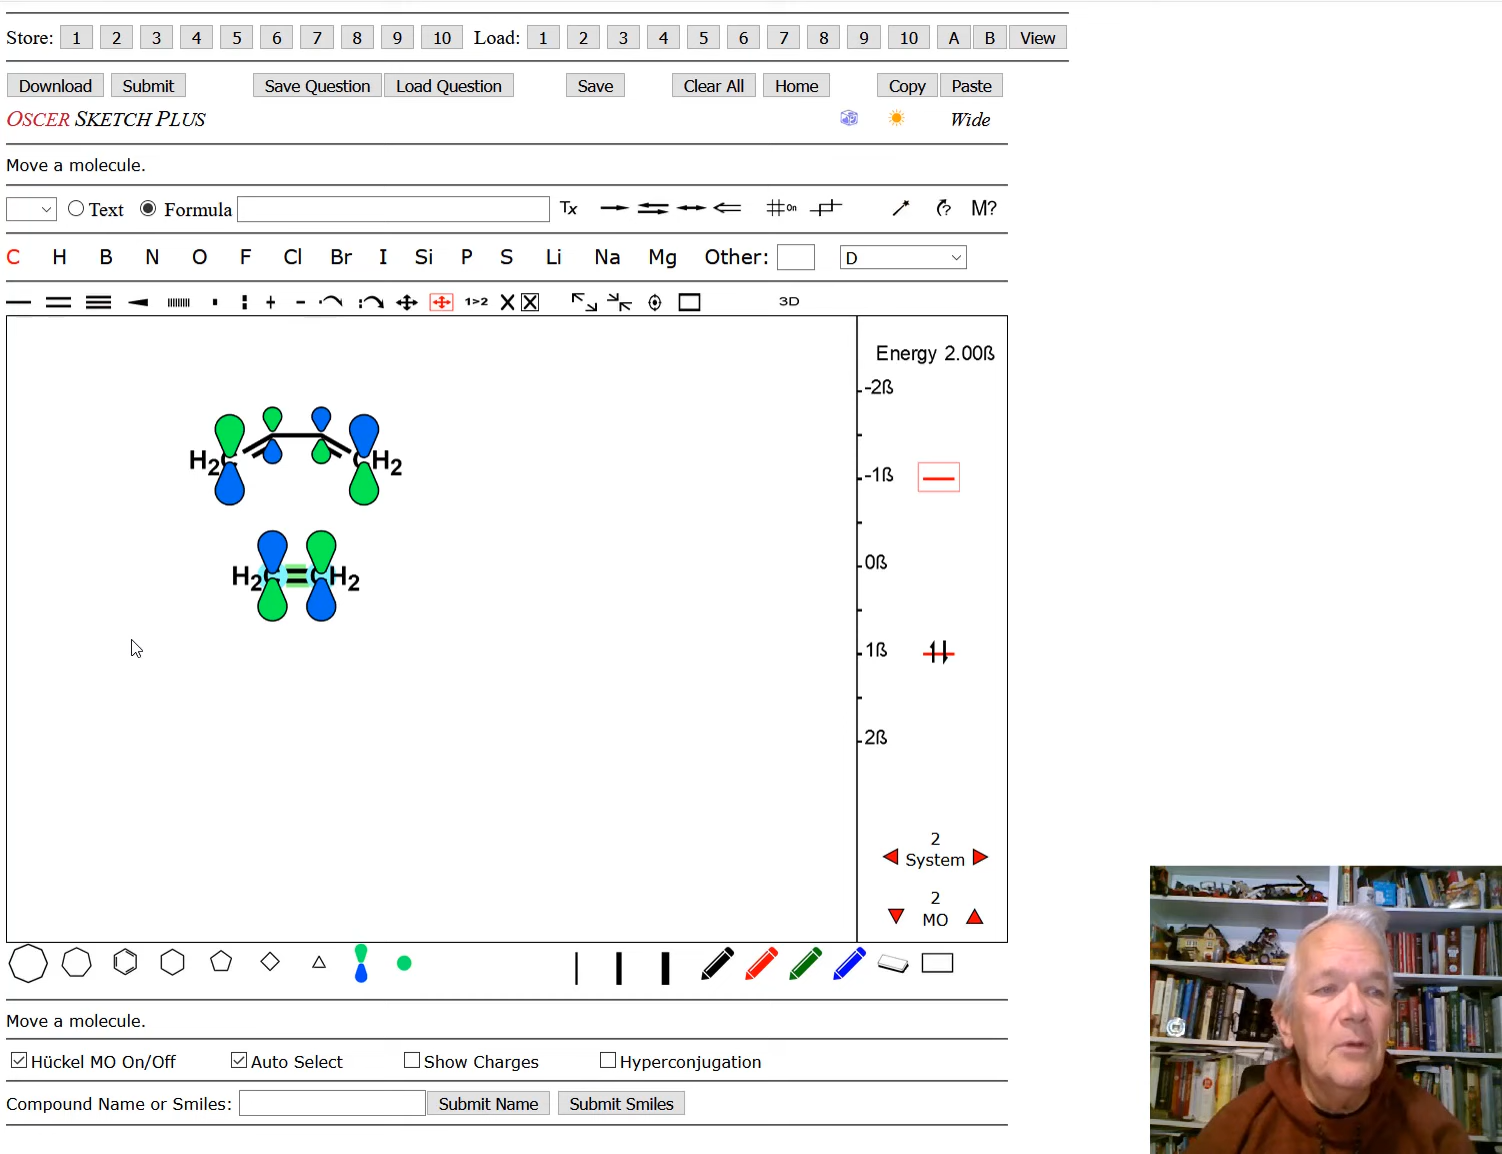 Store: 1 2 3 4 5 6 7 8 9 10 Load: 1 2 3 4 5 6 7 8 9 10 A B View
Download Submit Save Question Load Question Save Clear All Home Copy Paste
OSCER SKETCH PLUS Wide
Move a molecule.
Text Formula Tx On M?
C H B N O F Cl Br I Si P S Li Na Mg Other: D
1>2 3D
Energy 2.00ß
-2ß
H2C CH2
-1ß
0ß
H2C=CH2
1ß
2ß
2
System
2
MO
Move a molecule.
Hückel MO On/Off Auto Select Show Charges Hyperconjugation
Compound Name or Smiles: Submit Name Submit Smiles